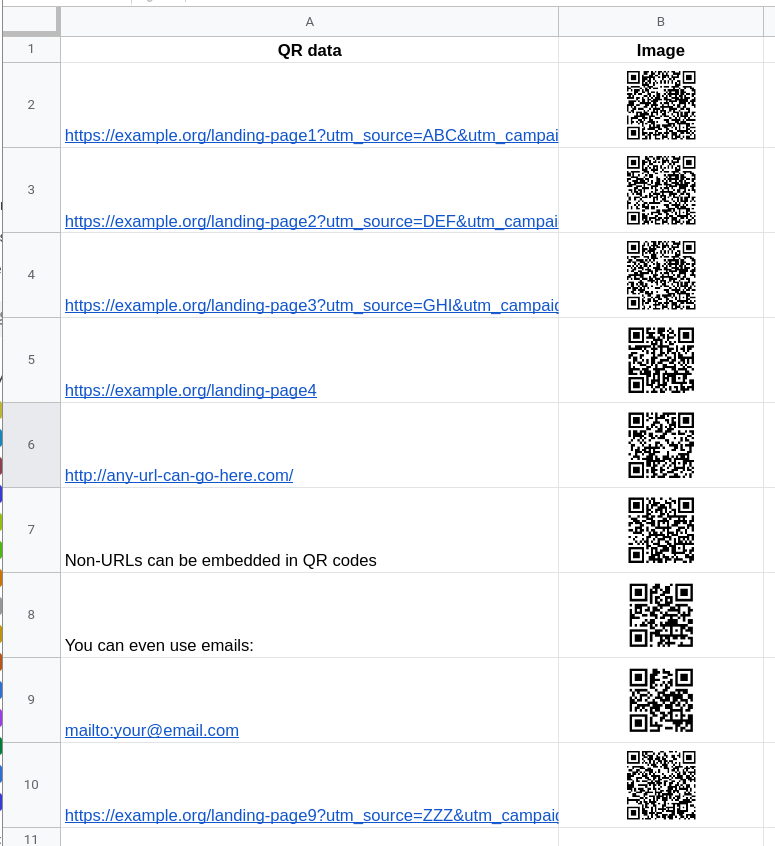 A B
1 QR data Image
2 https://example.org/landing-page1?utm_source=ABC&utm_campai
3 https://example.org/landing-page2?utm_source=DEF&utm_campai
4 https://example.org/landing-page3?utm_source=GHI&utm_campaig
5 https://example.org/landing-page4
6 http://any-url-can-go-here.com/
7 Non-URLs can be embedded in QR codes
8 You can even use emails:
9 mailto:your@email.com
10 https://example.org/landing-page9?utm_source=ZZZ&utm_campaig
11